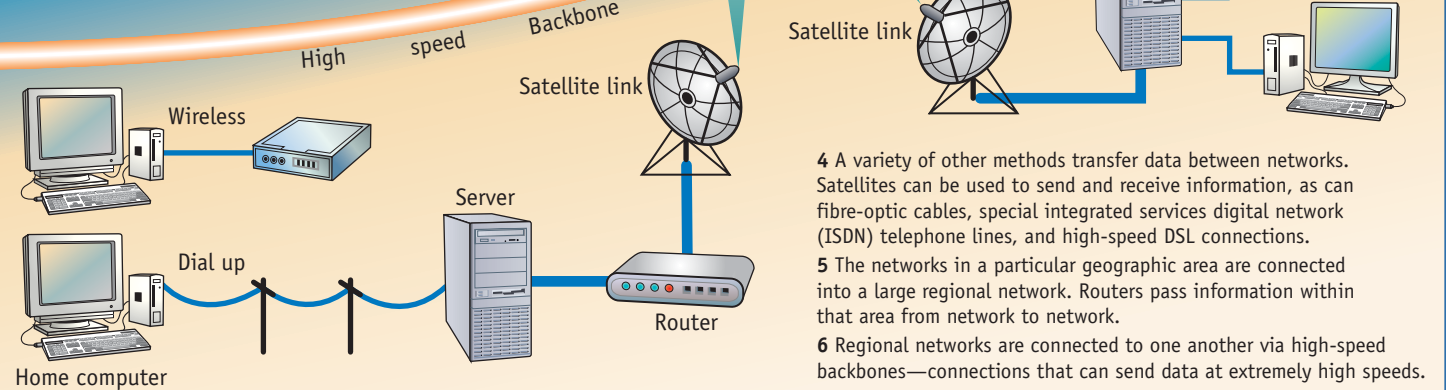 High speed Backbone
Satellite link
Wireless
Satellite link
Server
Dial up
Router
Home computer
4 A variety of other methods transfer data between networks.
Satellites can be used to send and receive information, as can
fibre-optic cables, special integrated services digital network
(ISDN) telephone lines, and high-speed DSL connections.
5 The networks in a particular geographic area are connected
into a large regional network. Routers pass information within
that area from network to network.
6 Regional networks are connected to one another via high-speed
backbones—connections that can send data at extremely high speeds.